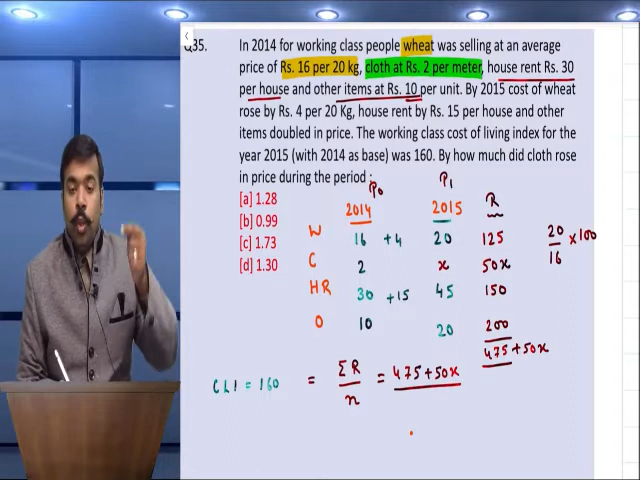 Q35. In 2014 for working class people wheat was selling at an average
price of Rs. 16 per 20 kg, cloth at Rs. 2 per meter, house rent Rs. 30
per house and other items at Rs. 10 per unit. By 2015 cost of wheat
rose by Rs. 4 per 20 Kg, house rent by Rs. 15 per house and other
items doubled in price. The working class cost of living index for the
year 2015 (with 2014 as base) was 160. By how much did cloth rose
in price during the period :
P0 P1
[a] 1.28
[b] 0.99
[c] 1.73
[d] 1.30
2014 2015 R
W 16 +4 20 125 20/16 ×100
C 2 x 50x
HR 30 +15 45 150
O 10 20 200
475+50x
CLI = 160 = ΣR/n = 475+50x